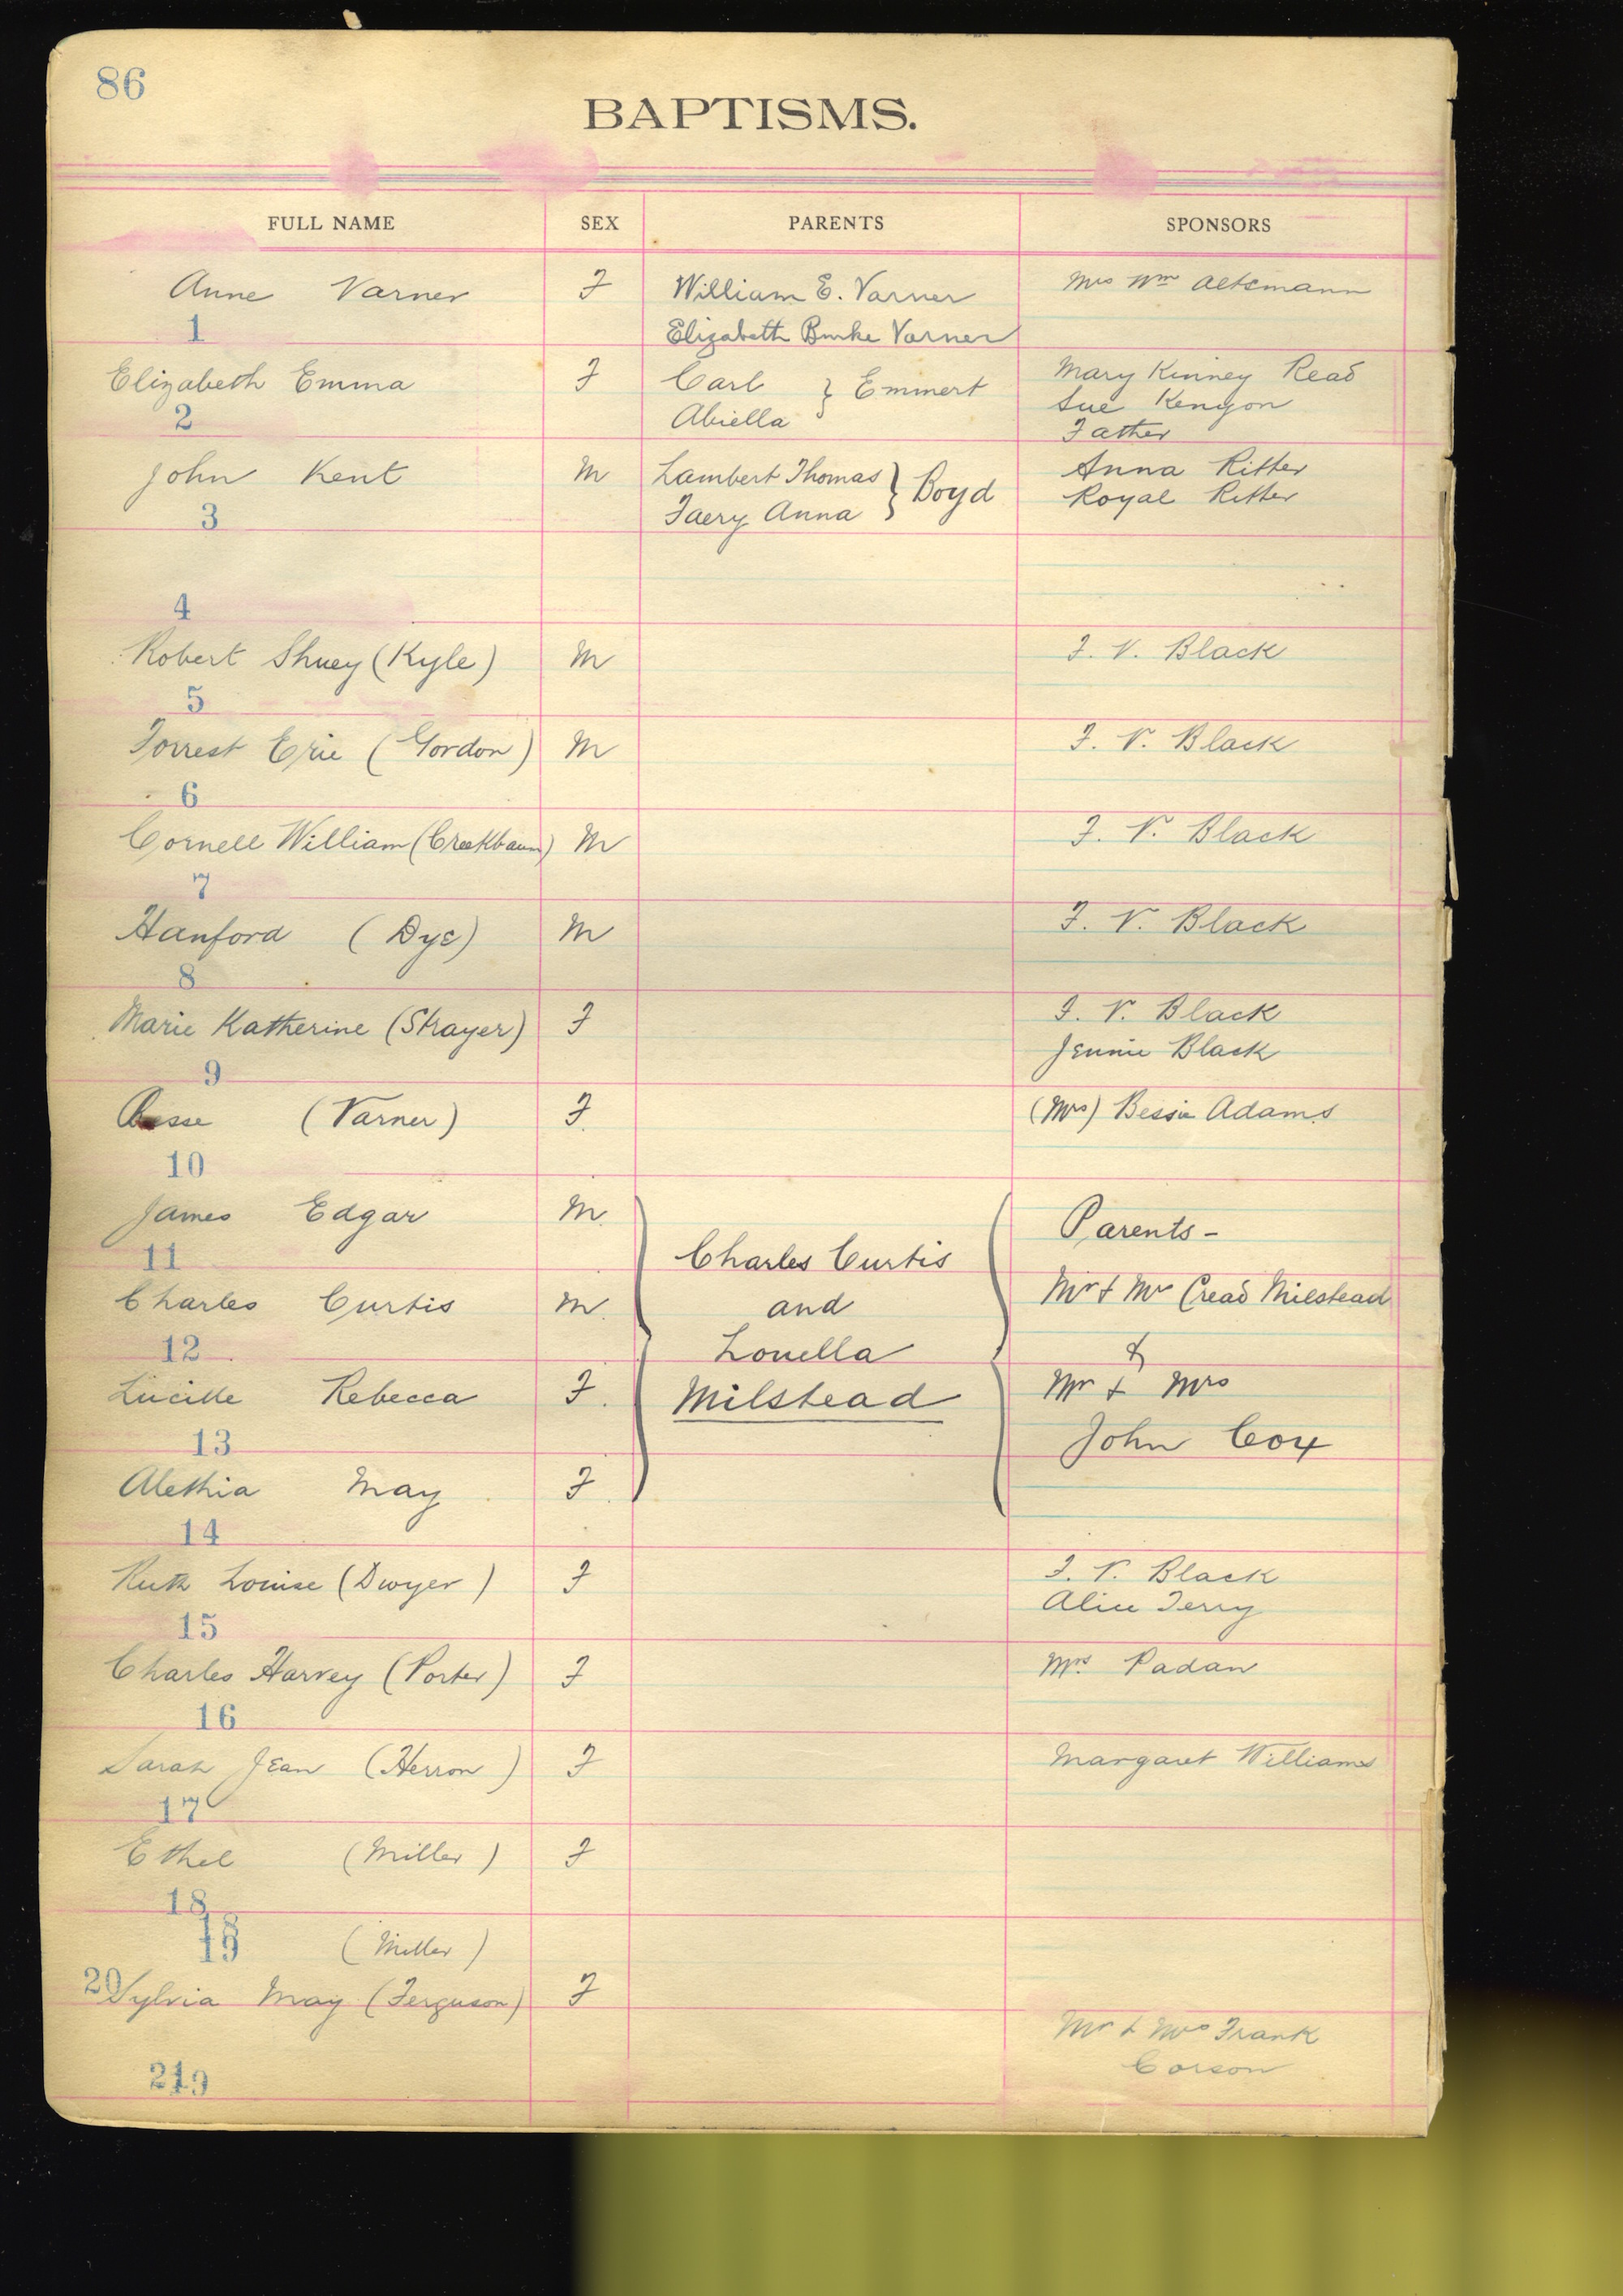 86
BAPTISMS.
FULL NAME SEX PARENTS SPONSORS
Anne Varner F William E. Varner Mrs Wm Altsmann
1 Elizabeth Burke Varner
Elizabeth Emma F Carl } Emmert Mary Kinney Read
Abiella Sue Kenyon
2 Father
John Kent M Lambert Thomas } Boyd Anna Ritter
3 Faery Anna Royal Ritter
4
Robert Shuey (Kyle) M F. V. Black
5
Forrest Erie (Gordon) M F. V. Black
6
Cornell William (Creekbaum) M F. V. Black
7
Hanford (Dye) M F. V. Black
8
Marie Katherine (Strayer) F F. V. Black
9 Jennie Black
(Varner) F. (Mrs) Bessie Adams
10
James Edgar M. Parents -
11 Charles Curtis
Charles Curtis M. and Mr & Mrs Cread Milstead
12 Louella &
Lucille Rebecca F. Milstead Mr & Mrs
13 John Cox
Alethia May F.
14
Ruth Louise (Dwyer) F F. V. Black
15 Alice Terry
Charles Harvey (Porter) F Mrs. Padan
16
Sarah Jean (Herron) F Margaret Williams
17
Ethel (Miller) F
18
18
19 (Miller)
20 Sylvia May (Ferguson) F
Mr & Mrs Frank
Corson
219